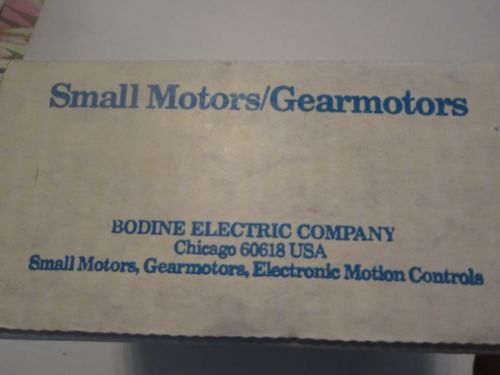 Small Motors/Gearmotors
BODINE ELECTRIC COMPANY
Chicago 60618 USA
Small Motors, Gearmotors, Electronic Motion Controls